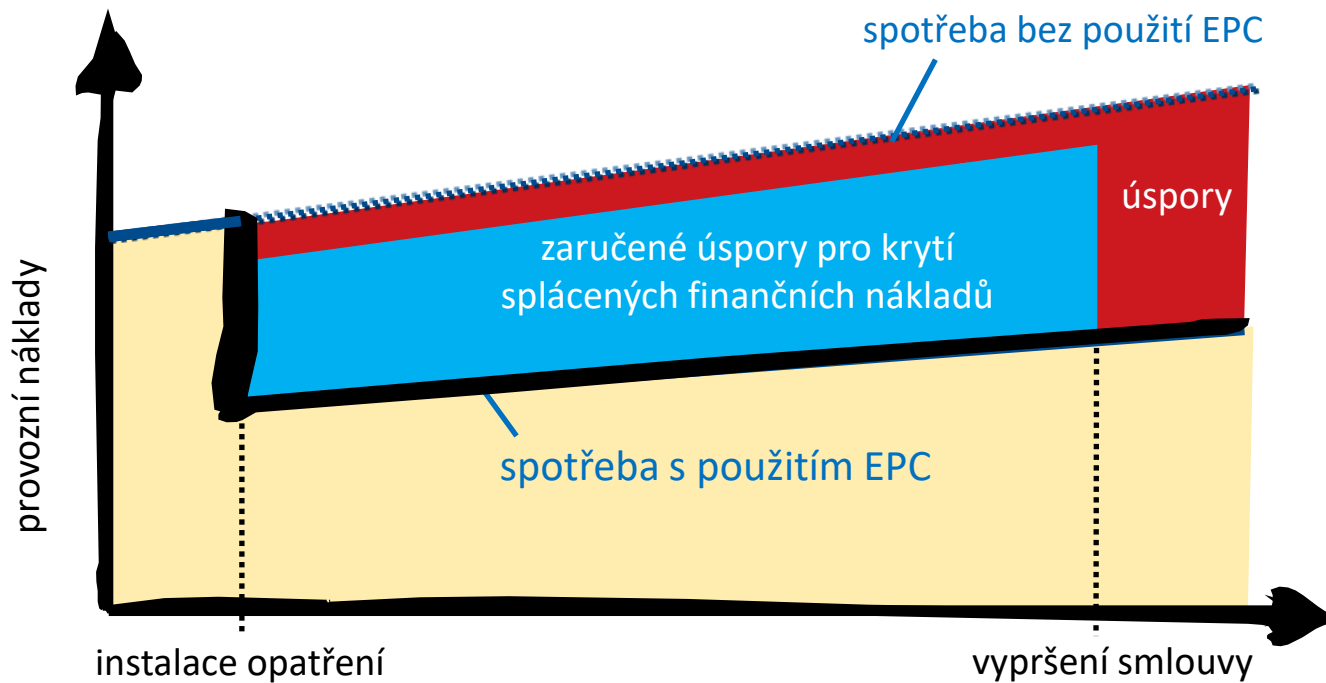 spotřeba bez použití EPC
úspory
zaručené úspory pro krytí
splácených finančních nákladů
spotřeba s použitím EPC
provozní náklady
instalace opatření
vypršení smlouvy